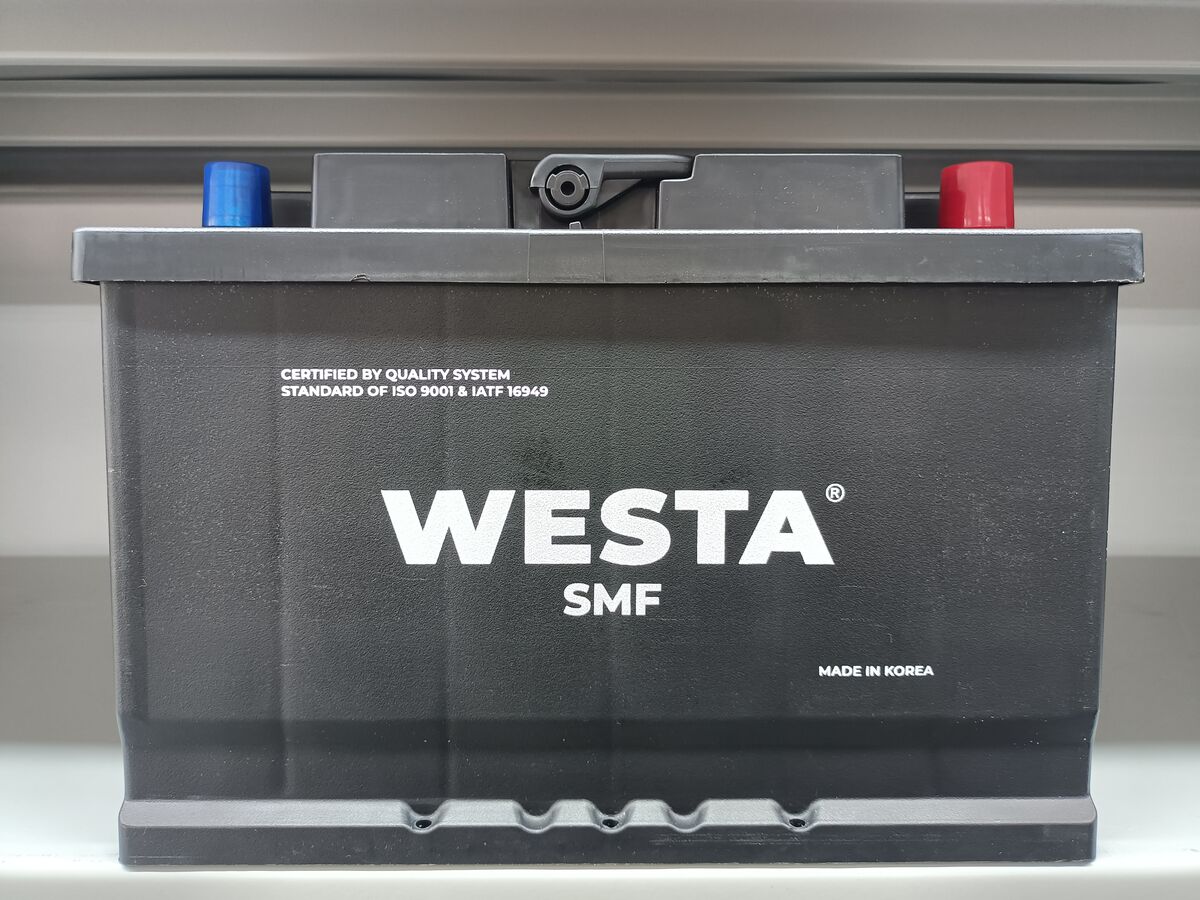 CERTIFIED BY QUALITY SYSTEM
STANDARD OF ISO 9001 & IATF 16949
WESTA®
SMF
MADE IN KOREA